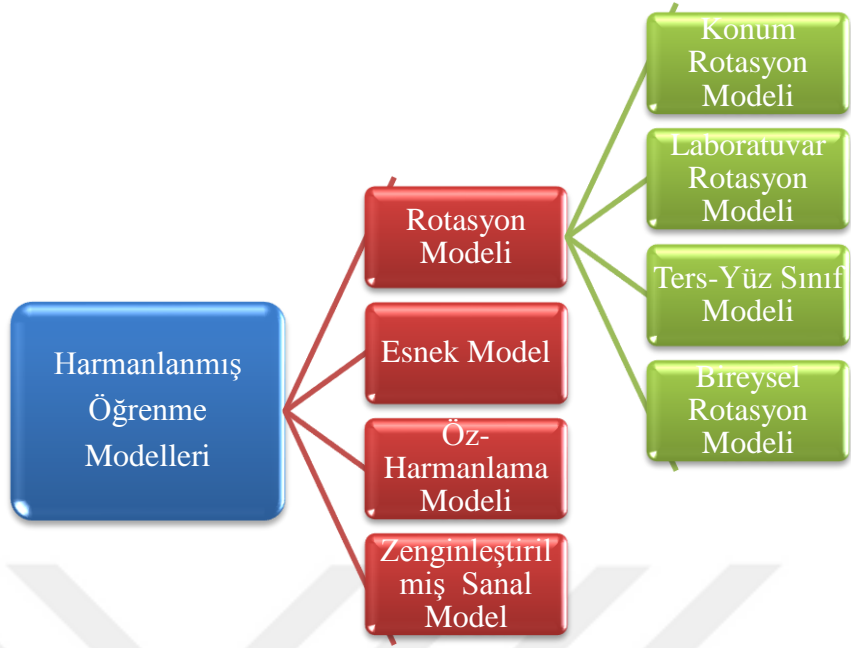 Harmanlanmış
Öğrenme
Modelleri
Rotasyon
Modeli
Esnek Model
Öz-
Harmanlama
Modeli
Zenginleştiril
miş Sanal
Model
Konum
Rotasyon
Modeli
Laboratuvar
Rotasyon
Modeli
Ters-Yüz Sınıf
Modeli
Bireysel
Rotasyon
Modeli